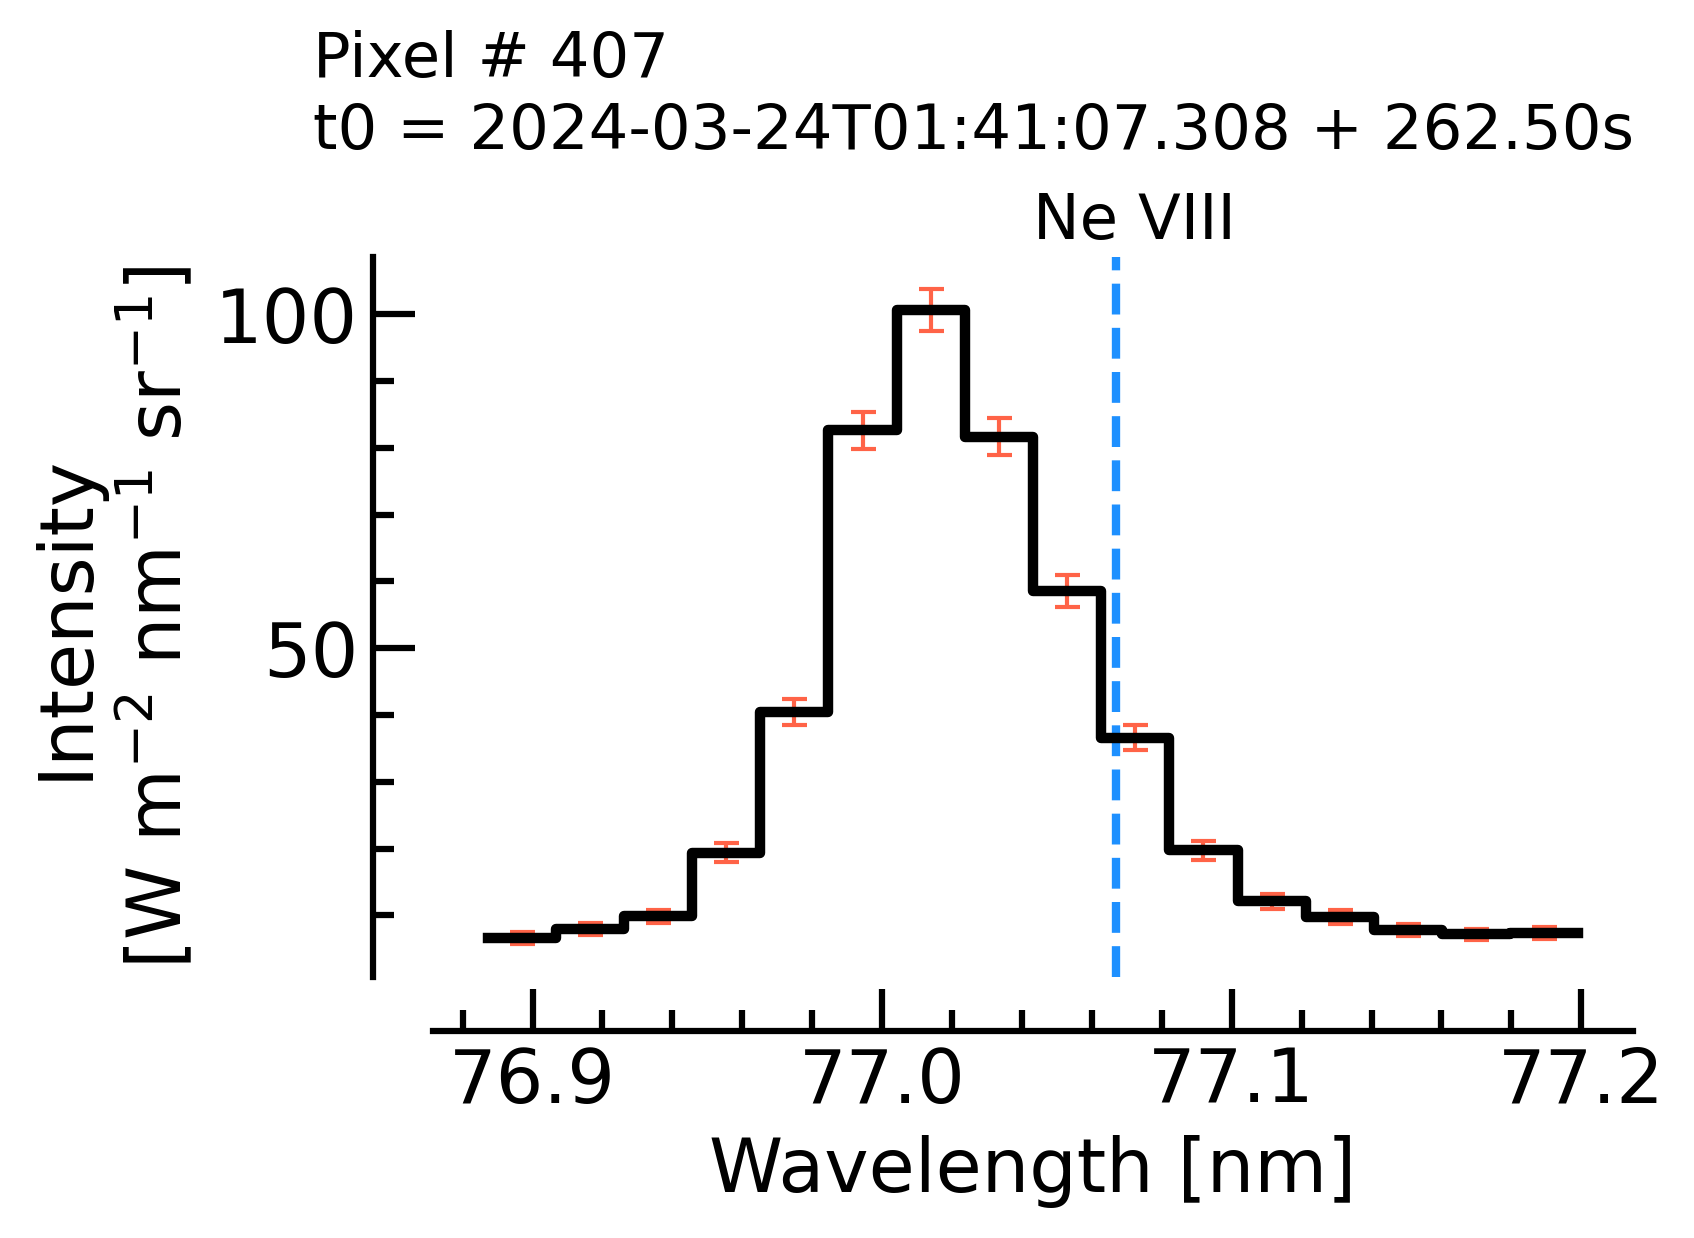 Pixel # 407
t0 = 2024-03-24T01:41:07.308 + 262.50s
Ne VIII
Intensity
[W m⁻² nm⁻¹ sr⁻¹]
100
50
76.9 77.0 77.1 77.2
Wavelength [nm]